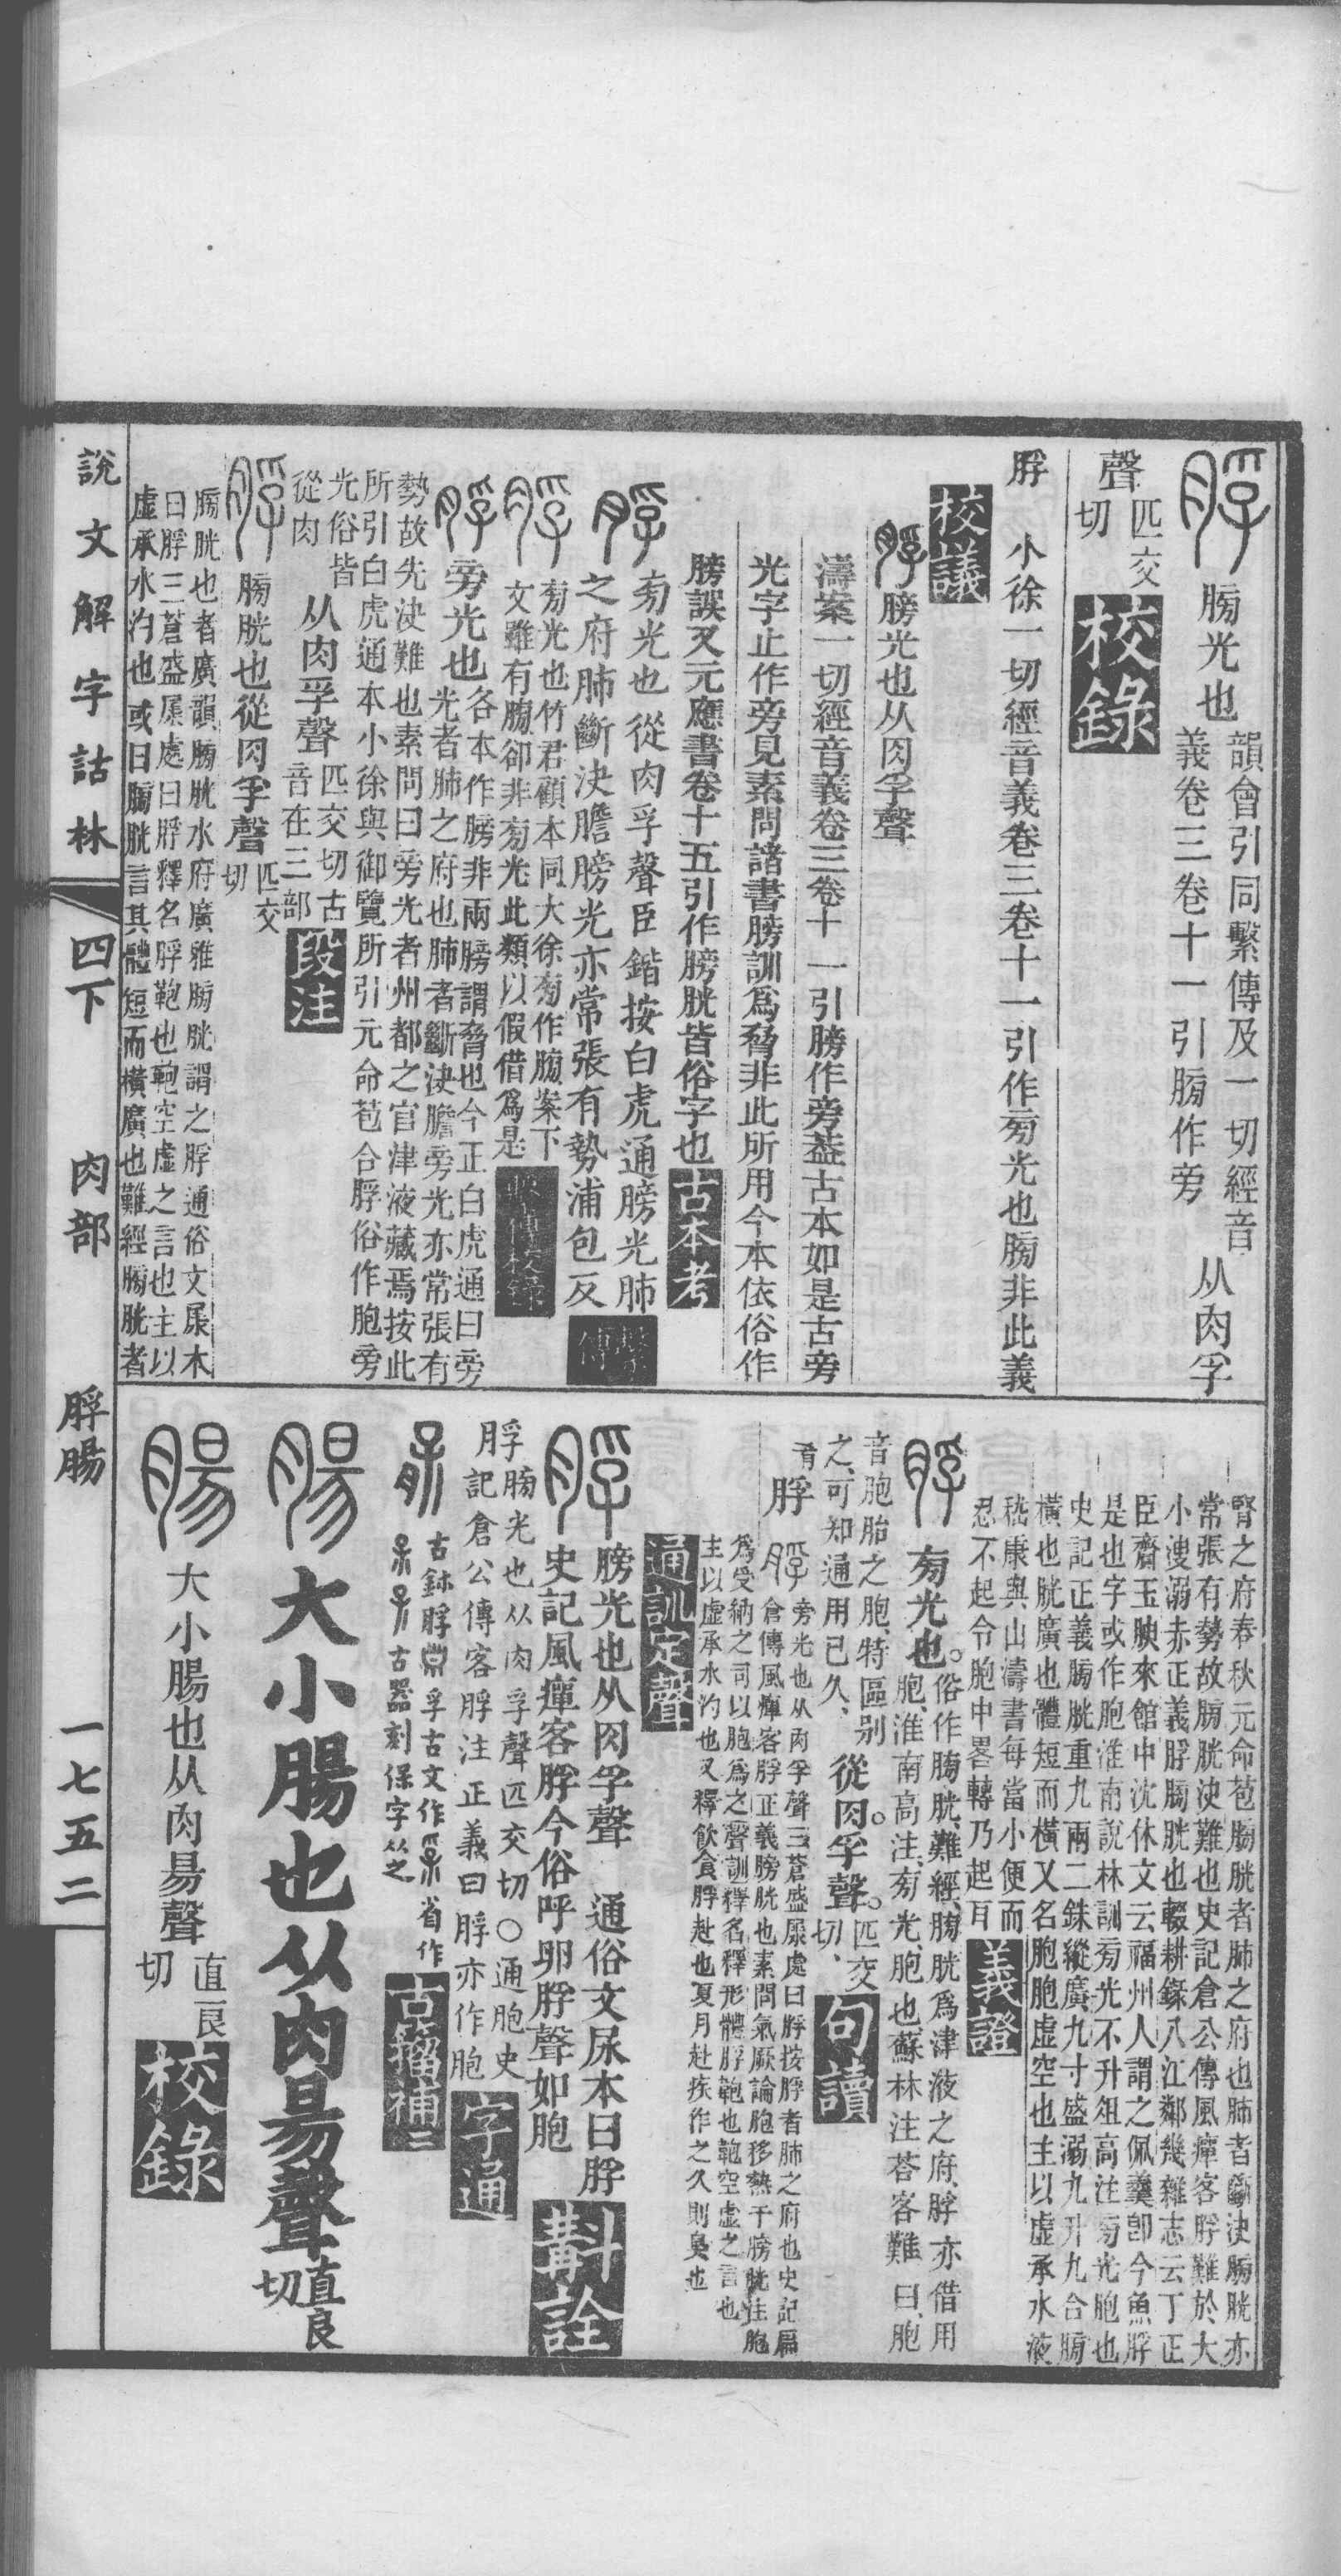 脬 膀光也韻會引同繫傳及一切經音
義卷三卷十一引膀作旁从肉孚
聲匹交
切校錄
脬 小徐一切經音義卷三卷十一引作㫄光也膀非此義
校議
脬膀光也从肉孚聲
濤案一切經音義卷三卷十一引膀作旁葢古本如是古旁
光字止作旁見素問諸書膀訓爲脅非此所用今本依俗作
膀誤又元應書卷十五引作膀胱皆俗字也古本考
脬㫄光也從肉孚聲臣鍇按白虎通膀光肺
之府肺斷決膽膀光亦常張有勢浦包反繫
傳
脬㫄光也竹君顧本同大徐㫄作膀案下
文雖有膀卻非㫄光此類以假借爲是
脬旁光也各本作膀非兩膀謂脅也今正白虎通曰旁
光者肺之府也肺者斷決膽旁光亦常張有
勢故先決難也素問曰旁光者州都之官津液藏焉按此
所引白虎通本小徐與御覽所引元命苞合脬俗作胞旁
光俗皆
從肉从肉孚聲匹交切古
音在三部段注
脬膀胱也從肉孚聲匹交
切
膀胱也者廣韻膀胱水府廣雅膀胱謂之脬通俗文尿本
曰脬三蒼盛尿處曰脬釋名脬鞄也鞄空虛之言也主以
虛承水汋也或曰膀胱言其體短而橫廣也難經膀胱者
腎之府春秋元命苞膀胱者肺之府也肺者斷決膀胱亦
常張有勢故膀胱決難也史記倉公傳風癉客脬難於大
小溲溺赤正義脬膀胱也輟耕錄八江鄰幾雜志云丁正
臣齎玉腴來館中沈休文云福州人謂之佩羹卽今魚脬
是也字或作胞淮南說林訓㫄光不升俎高注㫄光胞也
史記正義膀胱重九兩二銖縱廣九寸盛溺九升九合膀
橫也胱廣也體短而橫又名胞胞虛空也主以虛承水液
嵇康與山濤書每當小便而
忍不起令胞中畧轉乃起耳義證
脬㫄光也。俗作膀胱、難經、膀胱爲津液之府、脬亦借用
胞、淮南高注、㫄光、胞也蘇林注荅客難曰、胞
音胞胎之胞、特區别
之、可知通用已久、從肉。孚聲。匹交
切、句讀
脬 脬旁光也从肉孚聲三蒼盛尿處曰脬按脬者肺之府也史記扁
倉傳風癉客脬正義膀胱也素問氣厥論胞移熱于膀胱注胞
爲受納之司以胞爲之聲訓釋名釋形體脬鞄也鞄空虛之言也
主以虛承水汋也又釋飮食脬赴也夏月赴疾作之久則臭也
通訓定聲
脬膀光也从肉孚聲 通俗文尿本曰脬
史記風癉客脬今俗呼卵脬聲如胞斠詮
脬膀光也从肉孚聲匹交切○通胞史
記倉公傳客脬注正義曰脬亦作胞字通
古鉢脬 孚古文作 省作
古器刻保字从之古籀補二
腸大小腸也从肉昜聲直良
切
腸大小腸也从肉昜聲直良
切校錄
說文解字詁林 四下 肉部 脬腸 一七五二